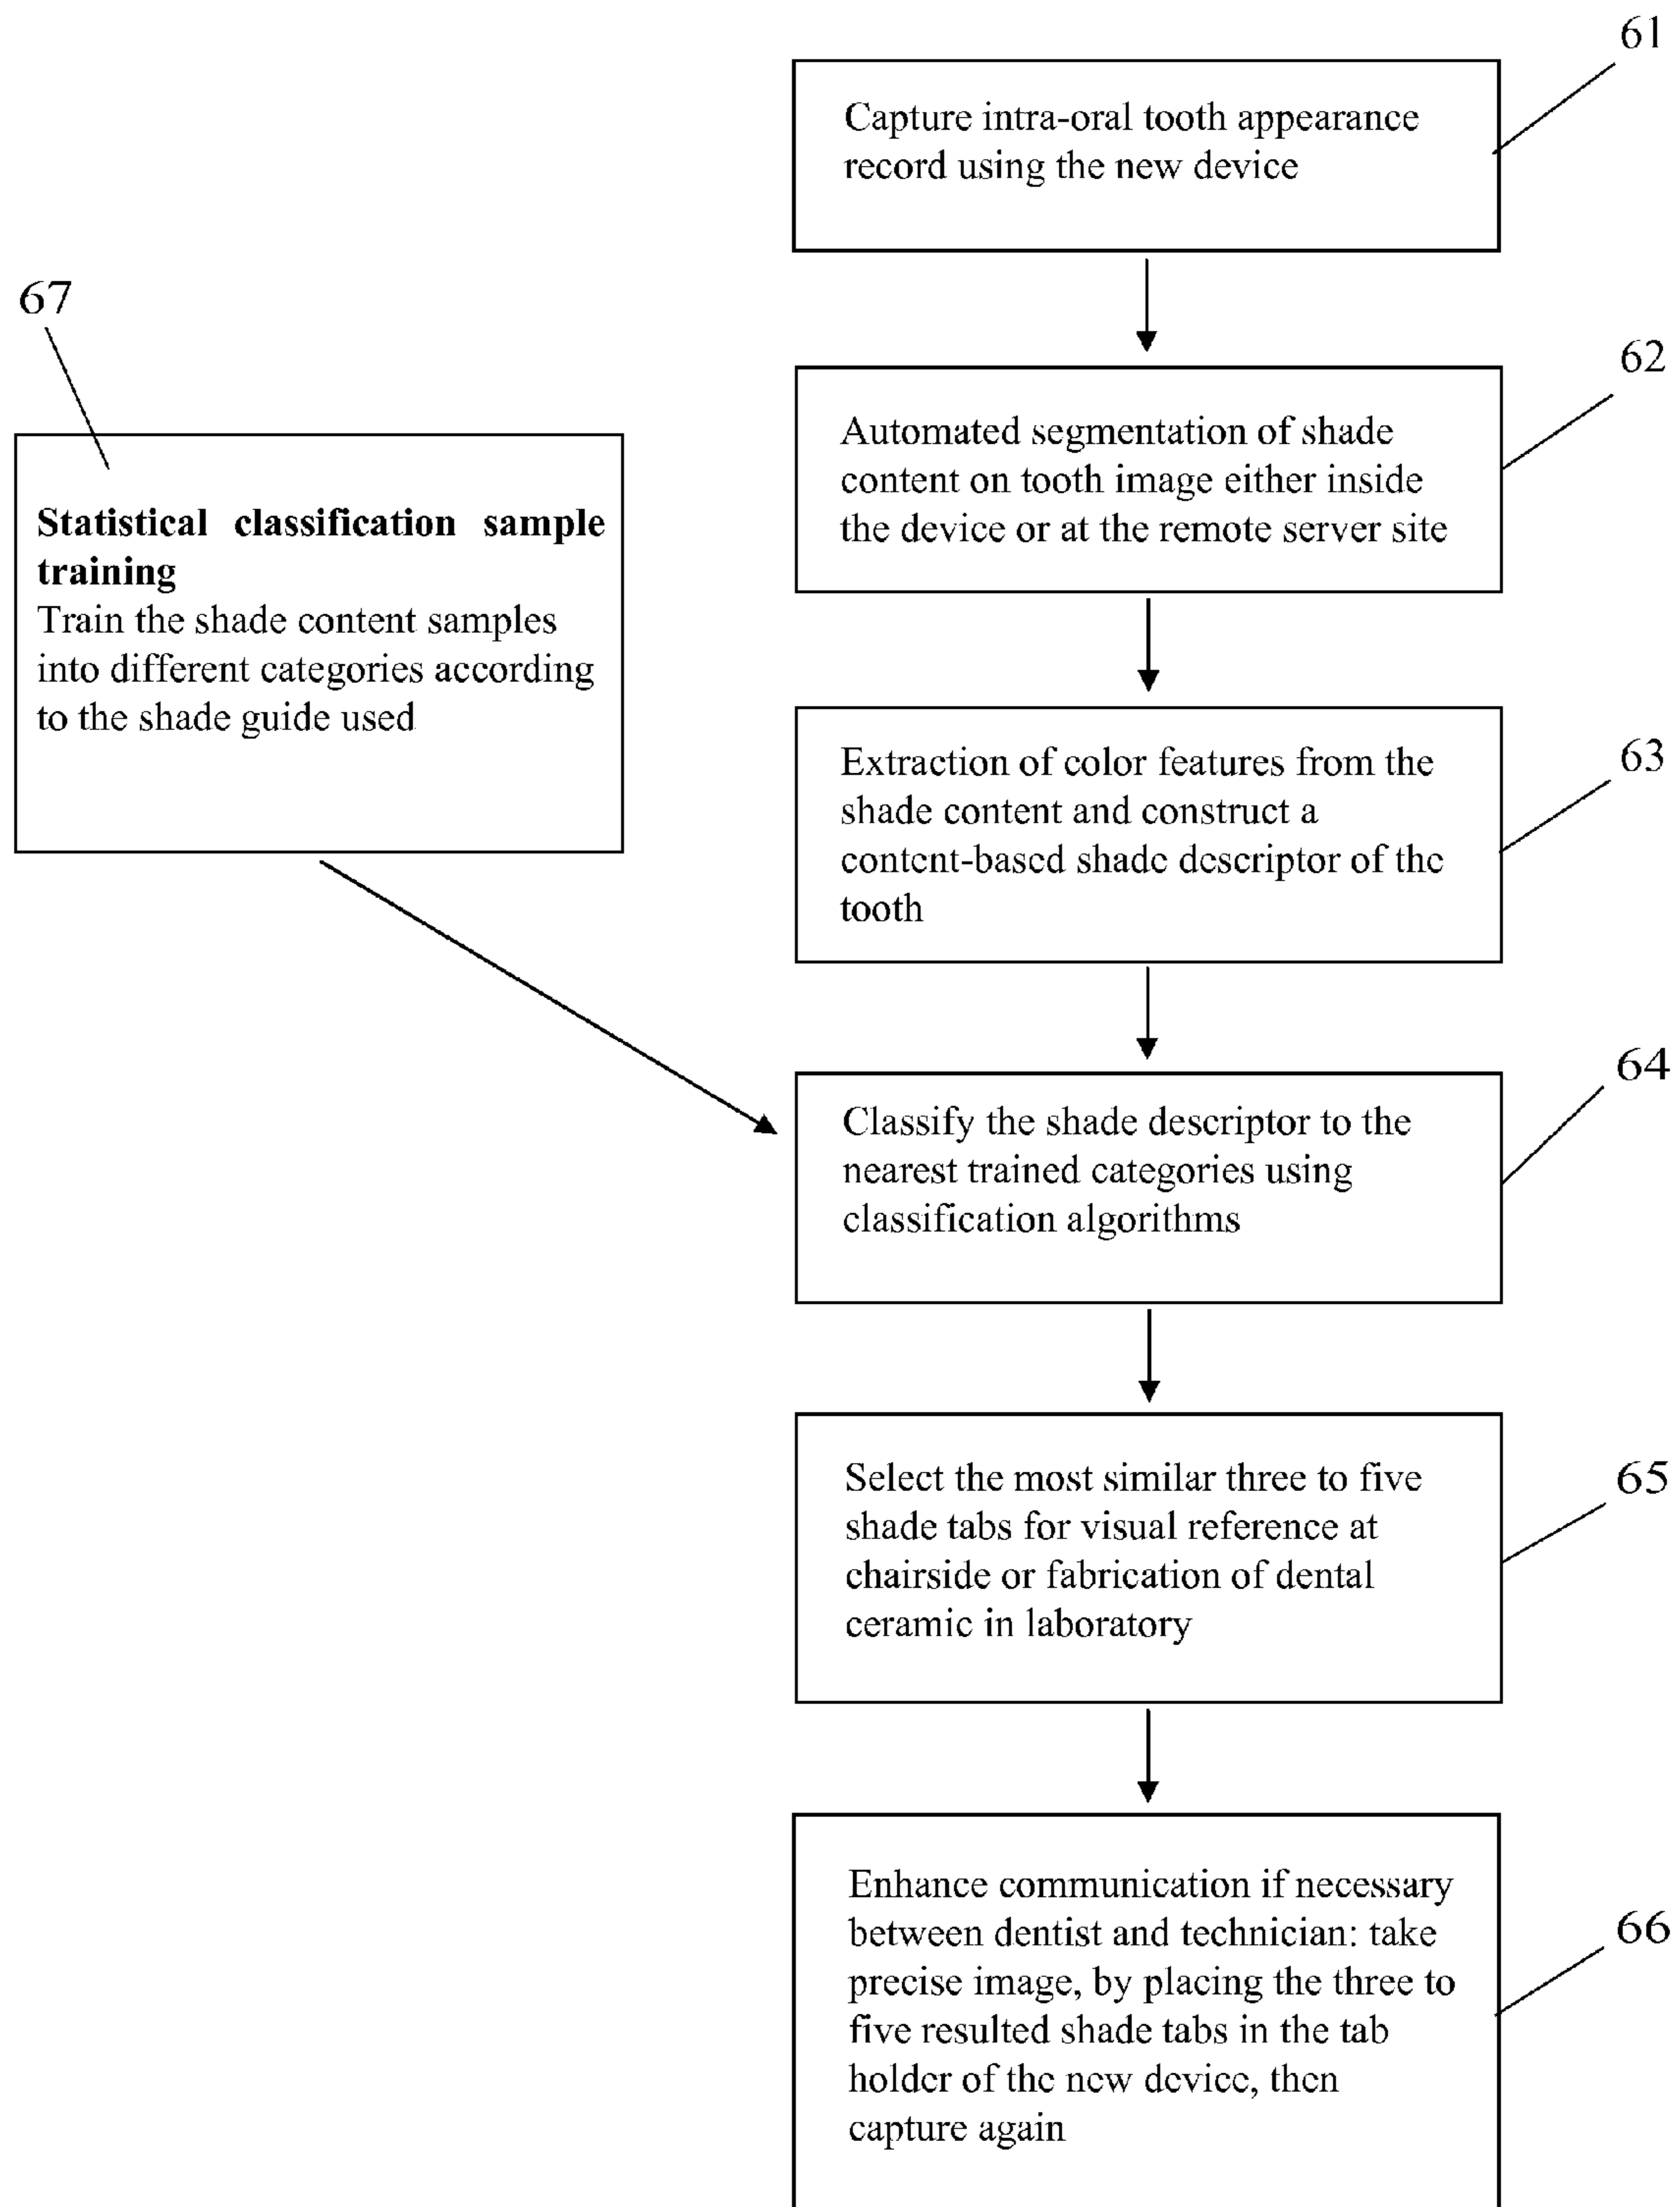 61
Capture intra-oral tooth appearance
record using the new device
67
62
Automated segmentation of shade
content on tooth image either inside
the device or at the remote server site
Statistical classification sample
training
Train the shade content samples
into different categories according
to the shade guide used
63
Extraction of color features from the
shade content and construct a
content-based shade descriptor of the
tooth
64
Classify the shade descriptor to the
nearest trained categories using
classification algorithms
65
Select the most similar three to five
shade tabs for visual reference at
chairside or fabrication of dental
ceramic in laboratory
66
Enhance communication if necessary
between dentist and technician: take
precise image, by placing the three to
five resulted shade tabs in the tab
holder of the new device, then
capture again